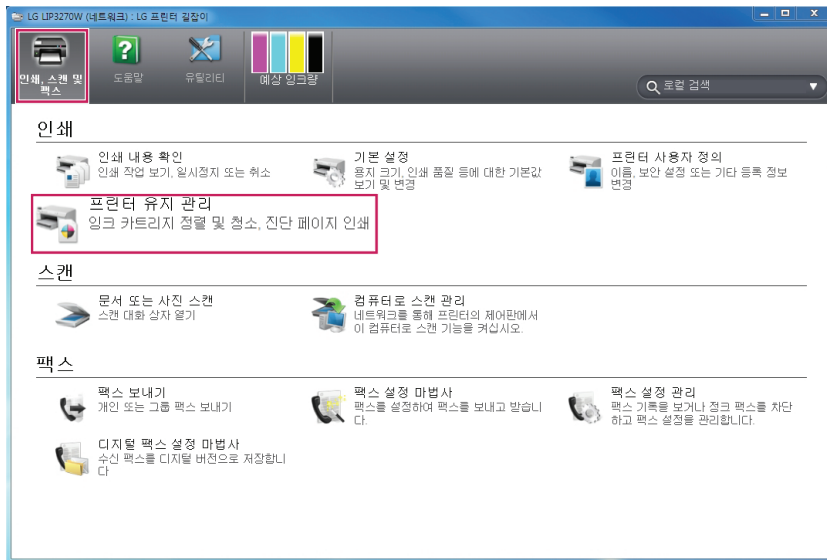 LG LIP3270W (네트워크) : LG 프린터 길잡이
인쇄, 스캔 및
팩스
도움말
유틸리티
예상 잉크량
로컬 검색
인쇄
인쇄 내용 확인
인쇄 작업 보기, 일시정지 또는 취소
기본 설정
용지 크기, 인쇄 품질 등에 대한 기본값
보기 및 변경
프린터 사용자 정의
이름, 보안 설정 또는 기타 등록 정보
변경
프린터 유지 관리
잉크 카트리지 정렬 및 청소, 진단 페이지 인쇄
스캔
문서 또는 사진 스캔
스캔 대화 상자 열기
컴퓨터로 스캔 관리
네트워크를 통해 프린터의 제어판에서
이 컴퓨터로 스캔 기능을 켜십시오.
팩스
팩스 보내기
개인 또는 그룹 팩스 보내기
팩스 설정 마법사
팩스를 설정하여 팩스를 보내고 받습니
다.
팩스 설정 관리
팩스 기록을 보거나 정크 팩스를 차단
하고 팩스 설정을 관리합니다.
디지털 팩스 설정 마법사
수신 팩스를 디지털 버전으로 저장합니
다